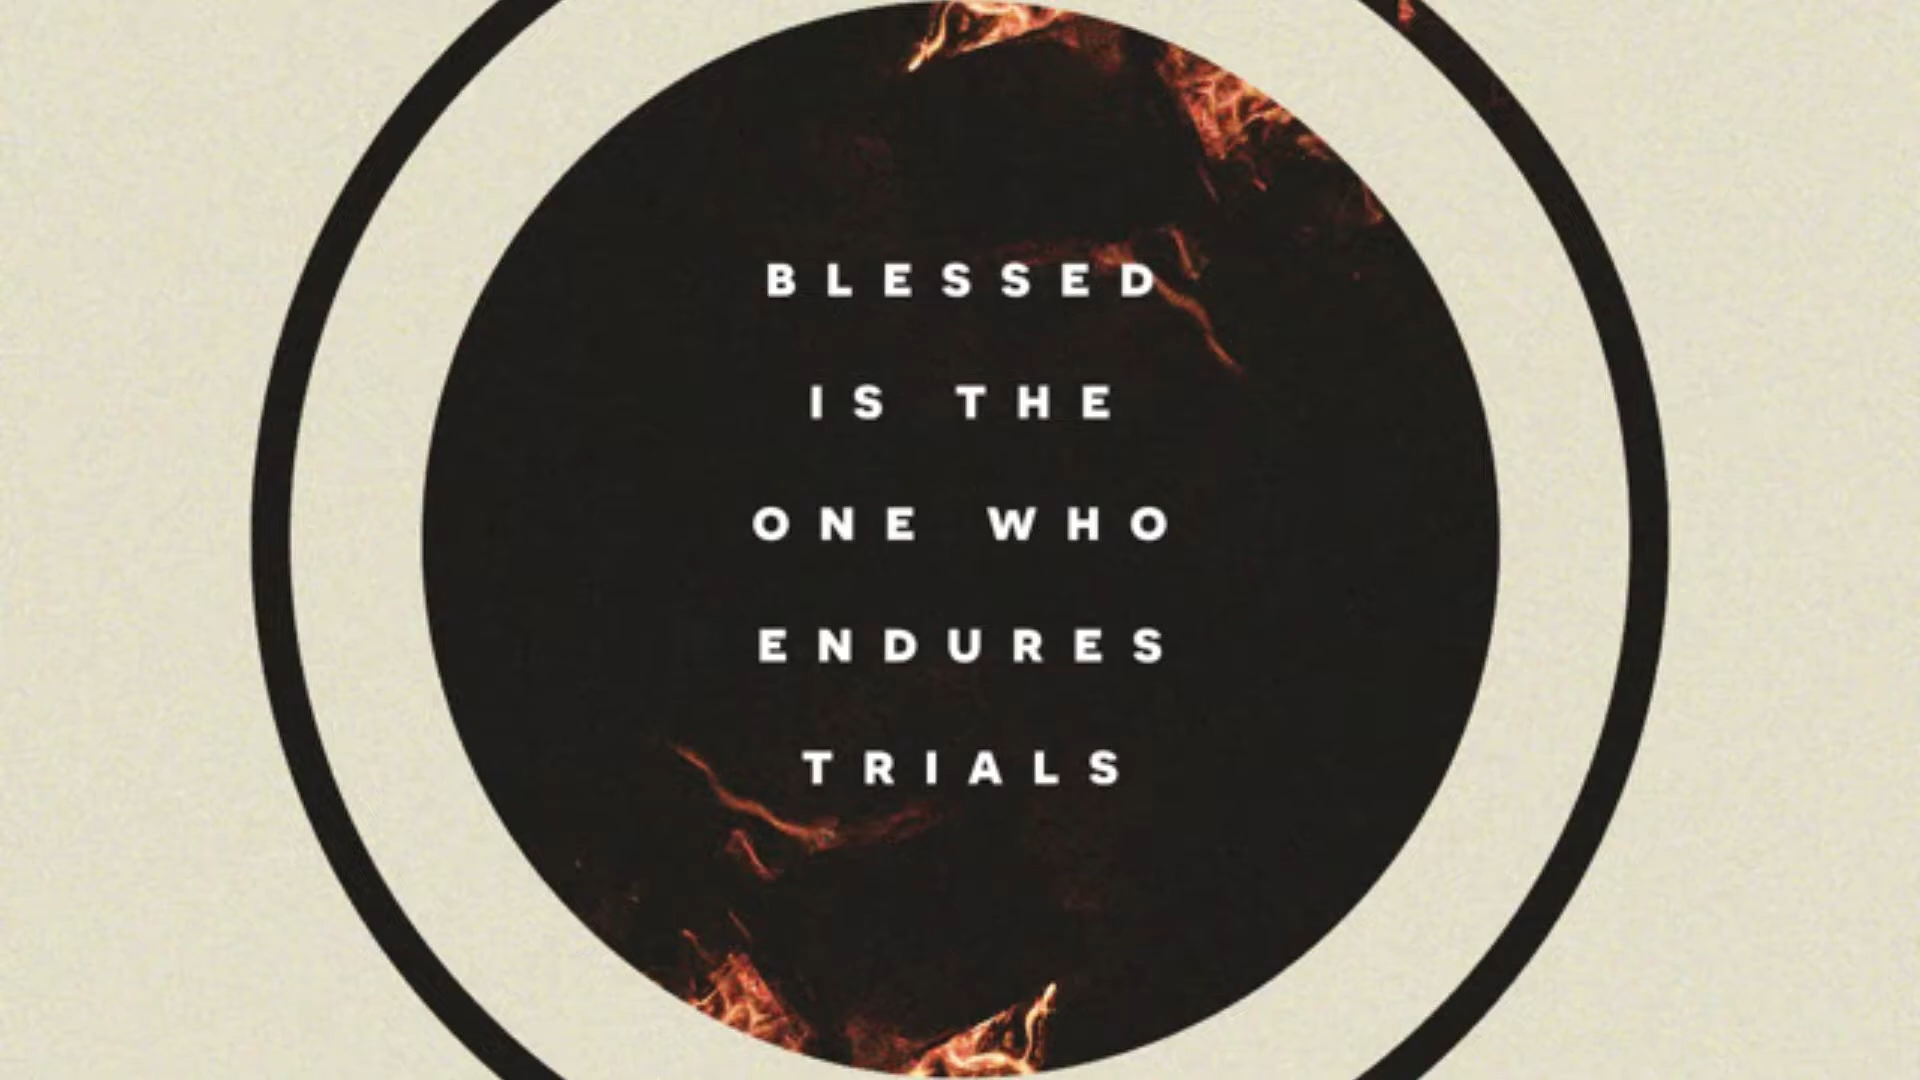 BLESSED
IS THE
ONE WHO
ENDURES
TRIALS